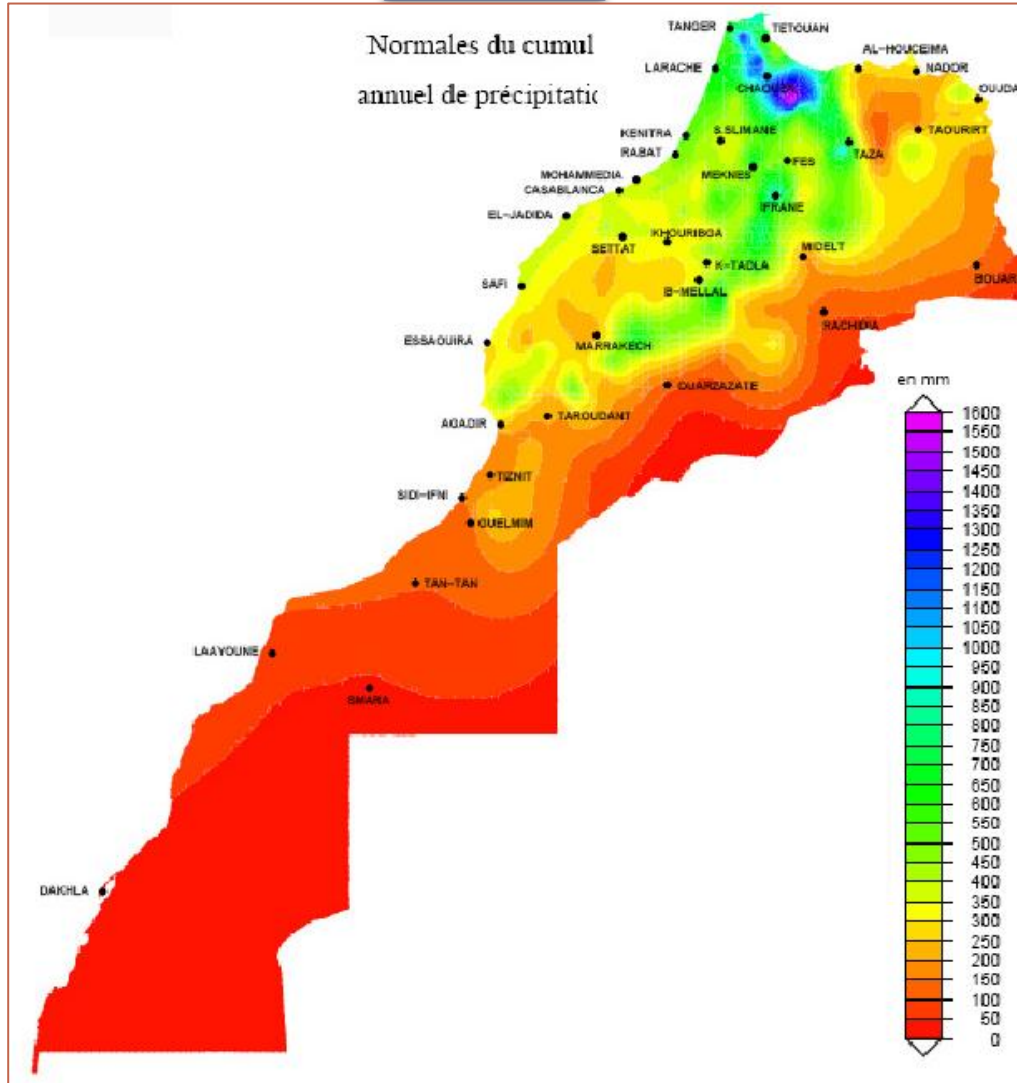 Normales du cumul
annuel de précipitatic
TANGER
TETOUAN
LARACHE
AL-HOUCEIMA
NADOR
OUJDA
KENITRA
S.SLIMANE
TAOURIRT
RABAT
TAZA
FES
MEKNES
MOHAMMEDIA
CASABLANCA
IFRANE
EL-JADIDA
KHOURIBGA
SETTAT
MIDELT
K-TADLA
BOUAR
B-MELLAL
SAFI
RACHIDIA
ESSAOUIRA
MARRAKECH
OUARZAZATE
TAROUDANT
AGADIR
TIZNIT
SIDI-IFNI
GUELMIM
TAN-TAN
LAAYOUNE
SMARA
DAKHLA
en mm
1600
1550
1500
1450
1400
1350
1300
1250
1200
1150
1100
1050
1000
950
900
850
800
750
700
650
600
550
500
450
400
350
300
250
200
150
100
50
0